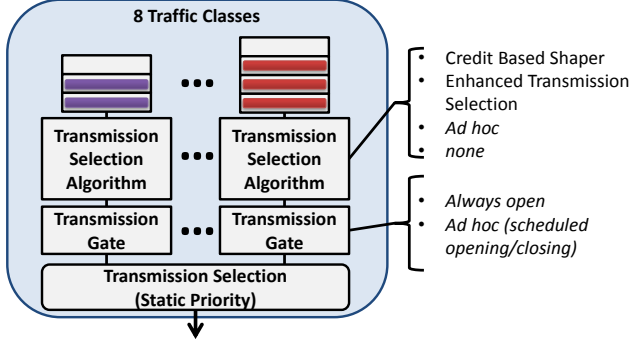 8 Traffic Classes
Transmission
Selection
Algorithm
Transmission
Selection
Algorithm
Transmission
Gate
Transmission
Gate
Transmission Selection
(Static Priority)
• Credit Based Shaper
• Enhanced Transmission
Selection
• Ad hoc
• none
• Always open
• Ad hoc (scheduled
opening/closing)